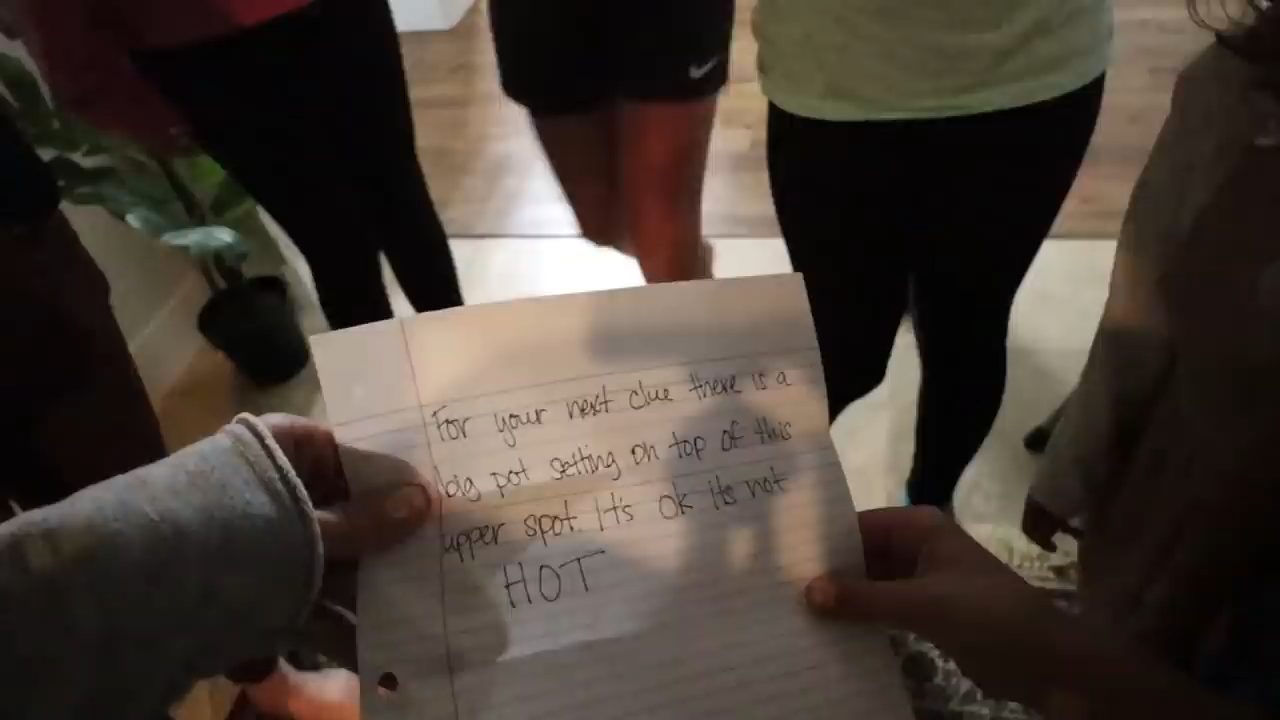 For your next clue there is a
big pot setting on top of this
upper spot. It's ok its not
HOT